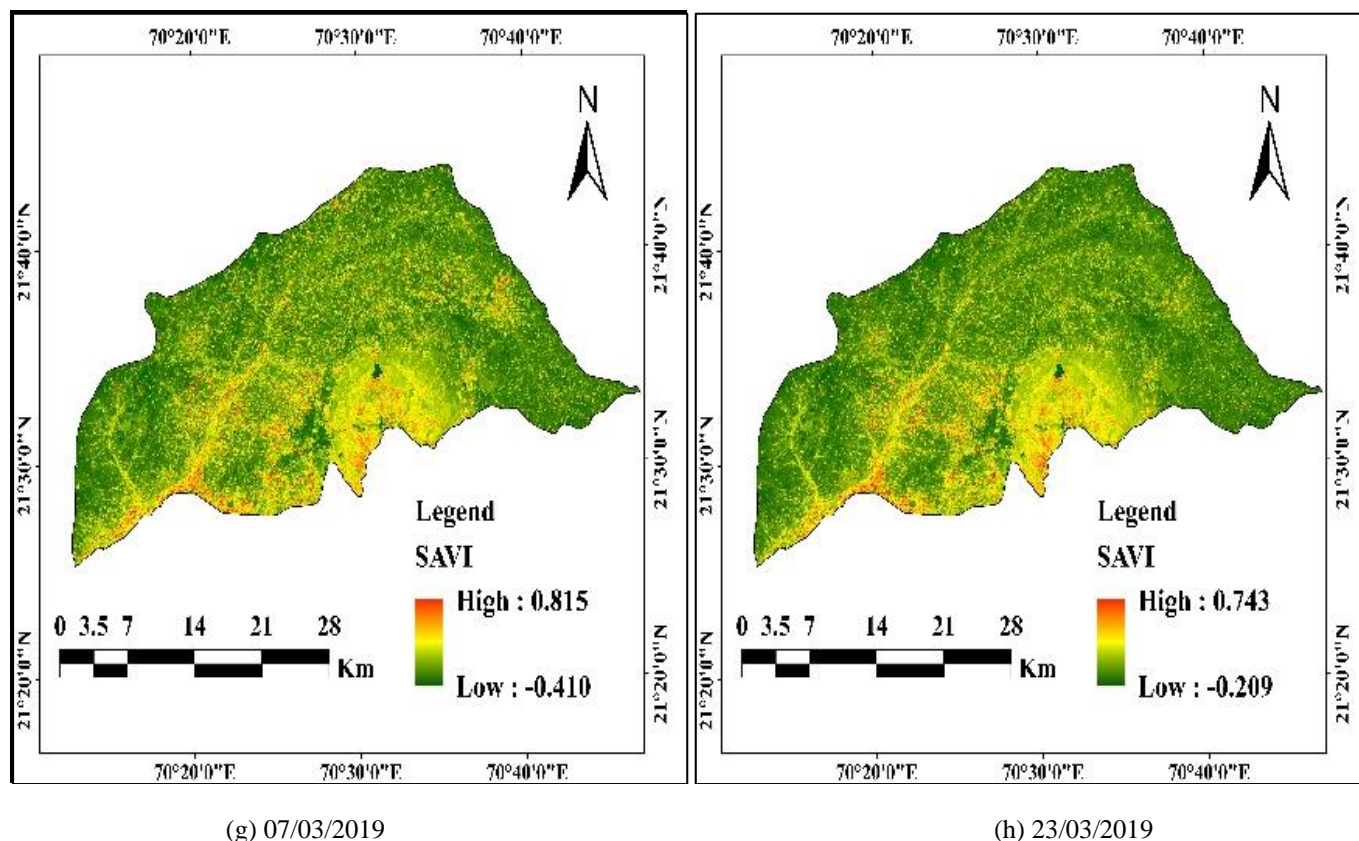 70°20'0"E 70°30'0"E 70°40'0"E
N
21°40'0"N
21°40'0"N
21°30'0"N
21°30'0"N
21°20'0"N
21°20'0"N
Legend
SAVI
High : 0.815
Low : -0.410
0 3.5 7 14 21 28
Km
70°20'0"E 70°30'0"E 70°40'0"E
(g) 07/03/2019
70°20'0"E 70°30'0"E 70°40'0"E
N
21°40'0"N
21°40'0"N
21°30'0"N
21°30'0"N
21°20'0"N
21°20'0"N
Legend
SAVI
High : 0.743
Low : -0.209
0 3.5 7 14 21 28
Km
70°20'0"E 70°30'0"E 70°40'0"E
(h) 23/03/2019